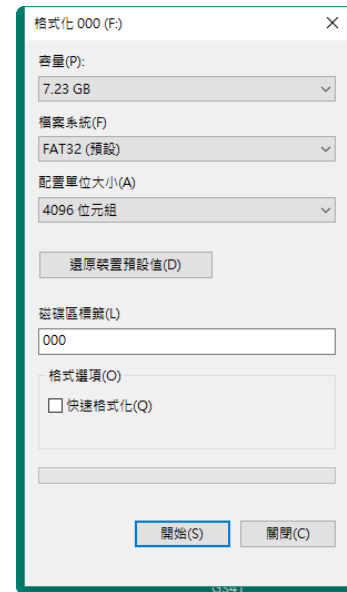 格式化 000 (F:)
容量(P):
7.23 GB
檔案系統(F)
FAT32 (預設)
配置單位大小(A)
4096 位元組
還原裝置預設值(D)
磁碟區標籤(L)
000
格式選項(O)
快速格式化(Q)
開始(S)
關閉(C)